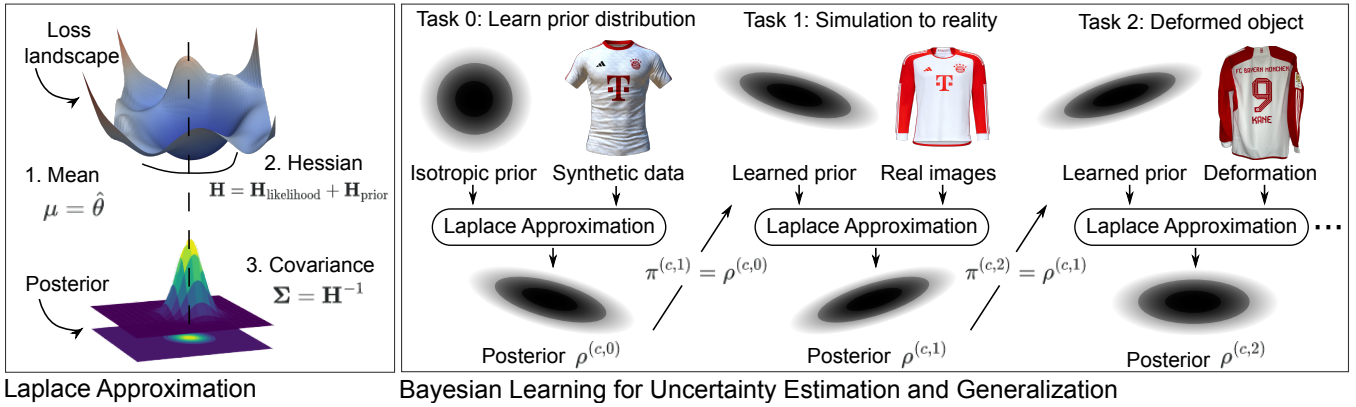 Loss
landscape
1. Mean
μ = θ̂
2. Hessian
H = H_likelihood + H_prior
Posterior
3. Covariance
Σ = H⁻¹
Laplace Approximation
Task 0: Learn prior distribution
Task 1: Simulation to reality
Task 2: Deformed object
T
T
FC BAYERN MÜNCHEN
9
KANE
Isotropic prior
Synthetic data
Learned prior
Real images
Learned prior
Deformation
Laplace Approximation
Laplace Approximation
Laplace Approximation
...
π^(c,1) = ρ^(c,0)
π^(c,2) = ρ^(c,1)
Posterior ρ^(c,0)
Posterior ρ^(c,1)
Posterior ρ^(c,2)
Bayesian Learning for Uncertainty Estimation and Generalization